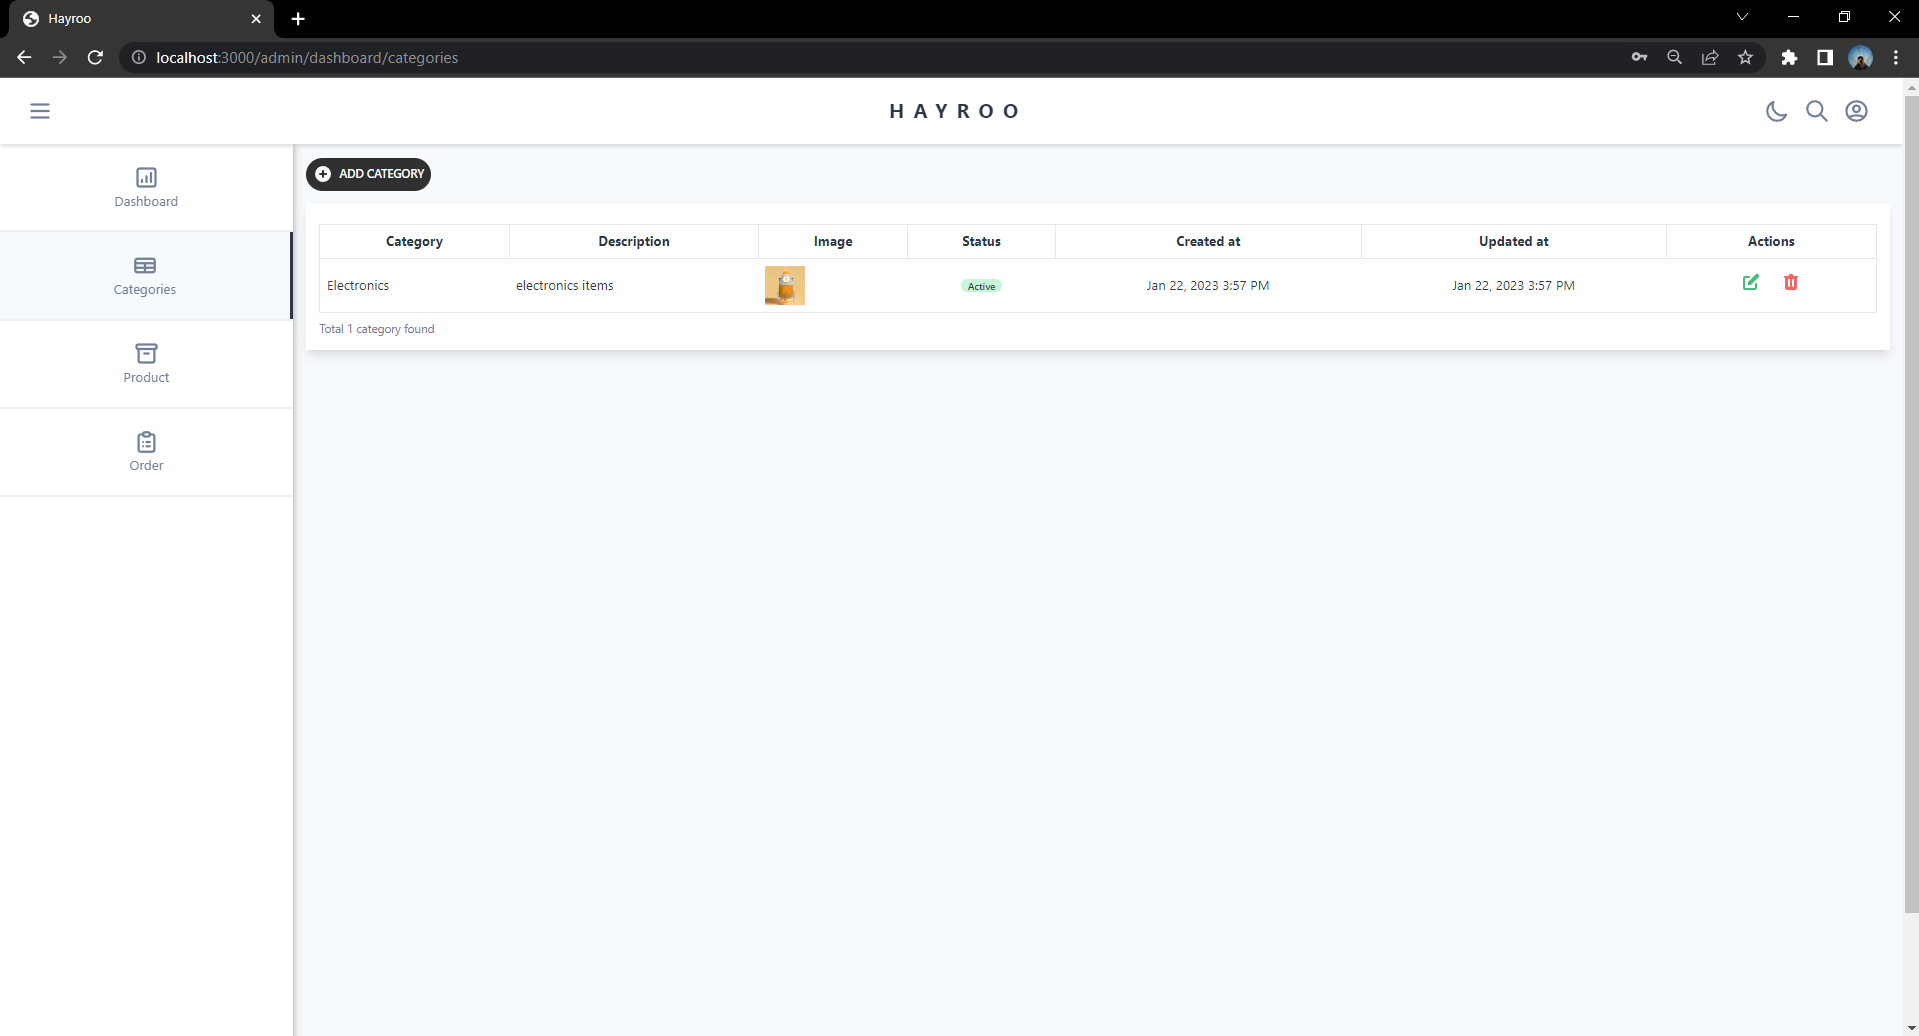 Hayroo
localhost:3000/admin/dashboard/categories
HAYROO
Dashboard
Categories
Product
Order
ADD CATEGORY
Category Description Image Status Created at Updated at Actions
Electronics electronics items Active Jan 22, 2023 3:57 PM Jan 22, 2023 3:57 PM
Total 1 category found